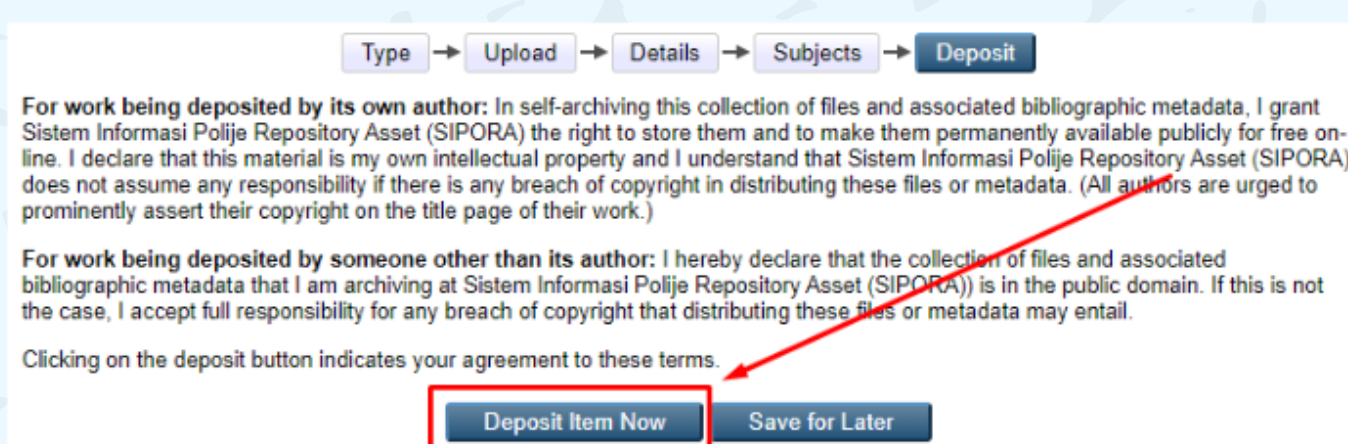 Type → Upload → Details → Subjects → Deposit
For work being deposited by its own author: In self-archiving this collection of files and associated bibliographic metadata, I grant
Sistem Informasi Polije Repository Asset (SIPORA) the right to store them and to make them permanently available publicly for free on-
line. I declare that this material is my own intellectual property and I understand that Sistem Informasi Polije Repository Asset (SIPORA)
does not assume any responsibility if there is any breach of copyright in distributing these files or metadata. (All authors are urged to
prominently assert their copyright on the title page of their work.)
For work being deposited by someone other than its author: I hereby declare that the collection of files and associated
bibliographic metadata that I am archiving at Sistem Informasi Polije Repository Asset (SIPORA)) is in the public domain. If this is not
the case, I accept full responsibility for any breach of copyright that distributing these files or metadata may entail.
Clicking on the deposit button indicates your agreement to these terms.
Deposit Item Now Save for Later